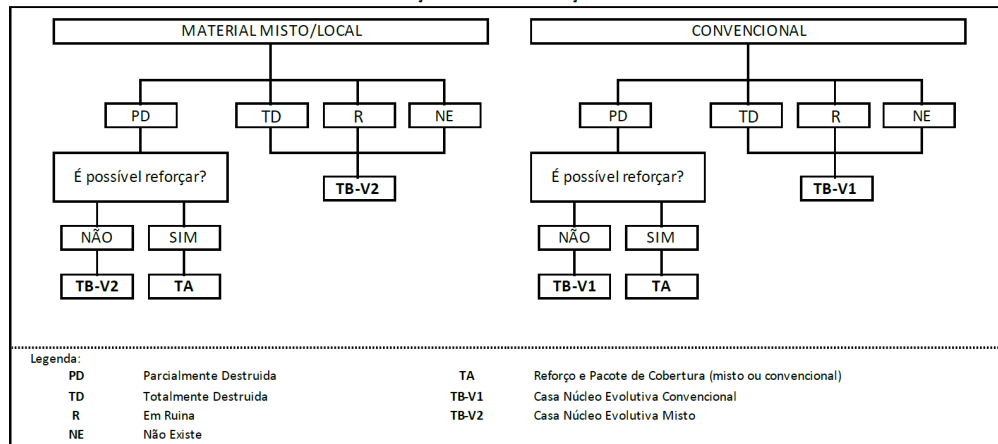 MATERIAL MISTO/LOCAL
CONVENCIONAL
PD
TD
R
NE
PD
TD
R
NE
É possível reforçar?
TB-V2
É possível reforçar?
TB-V1
NÃO
SIM
NÃO
SIM
TB-V2
TA
TB-V1
TA
Legenda:
PD Parcialmente Destruida
TA Reforço e Pacote de Cobertura (misto ou convencional)
TD Totalmente Destruida
TB-V1 Casa Núcleo Evolutiva Convencional
R Em Ruina
TB-V2 Casa Núcleo Evolutiva Misto
NE Não Existe